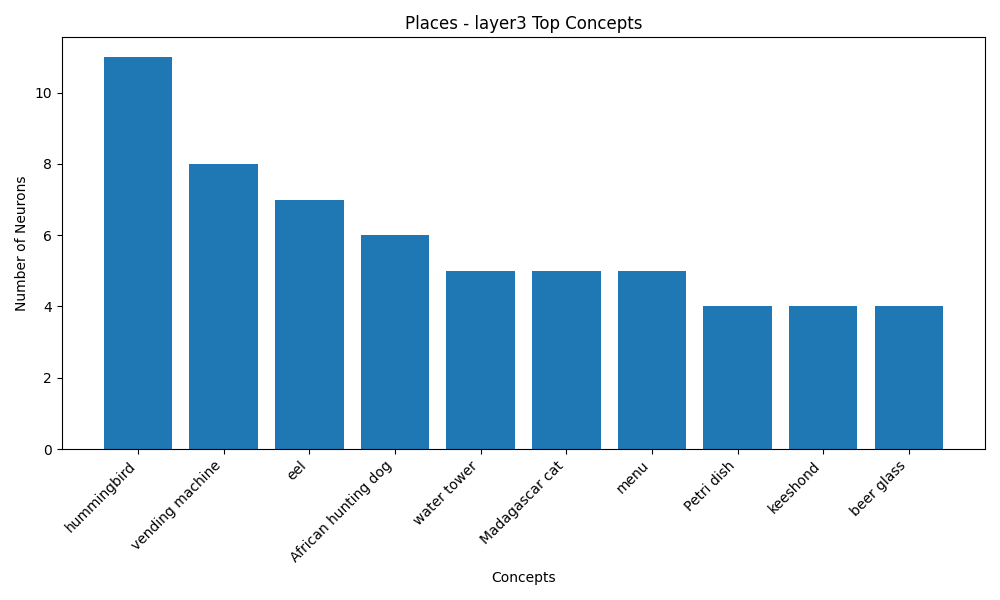 Places - layer3 Top Concepts
Number of Neurons
10
8
6
4
2
0
hummingbird
vending machine
eel
African hunting dog
water tower
Madagascar cat
menu
Petri dish
keeshond
beer glass
Concepts